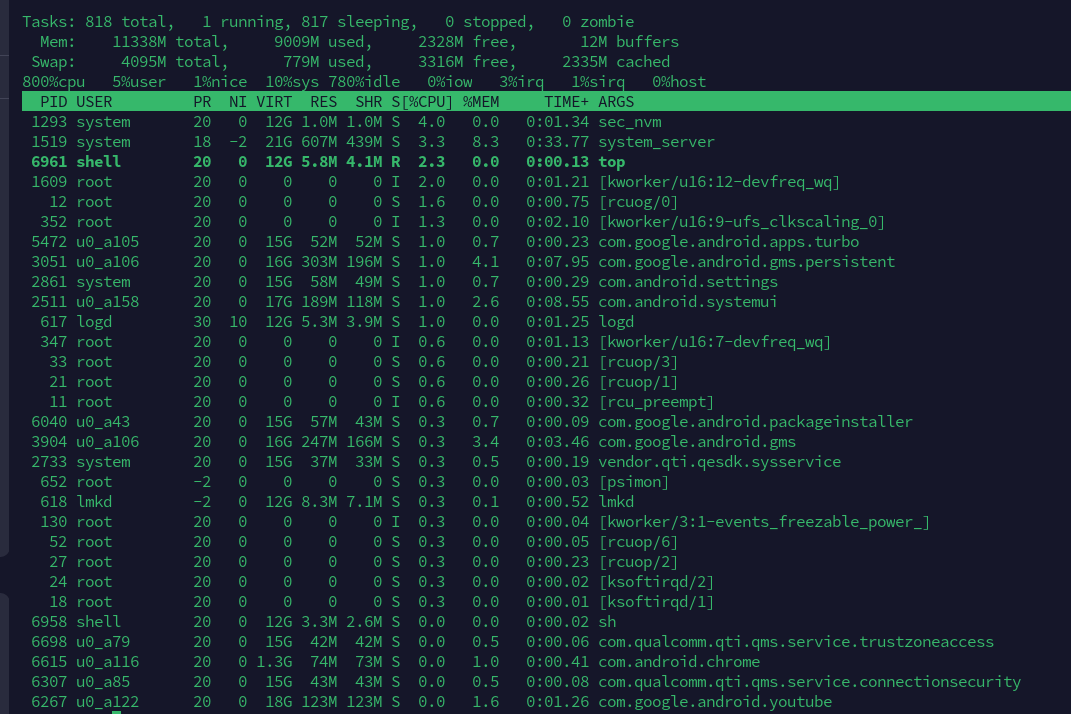 Tasks: 818 total,   1 running, 817 sleeping,   0 stopped,   0 zombie
  Mem:    11338M total,     9009M used,     2328M free,       12M buffers
 Swap:     4095M total,      779M used,     3316M free,     2335M cached
800%cpu   5%user   1%nice  10%sys 780%idle   0%iow   3%irq   1%sirq   0%host
  PID USER         PR  NI VIRT  RES  SHR S[%CPU] %MEM     TIME+ ARGS
 1293 system       20   0  12G 1.0M 1.0M S  4.0   0.0   0:01.34 sec_nvm
 1519 system       18  -2  21G 607M 439M S  3.3   8.3   0:33.77 system_server
 6961 shell        20   0  12G 5.8M 4.1M R  2.3   0.0   0:00.13 top
 1609 root         20   0    0    0    0 I  2.0   0.0   0:01.21 [kworker/u16:12-devfreq_wq]
   12 root         20   0    0    0    0 S  1.6   0.0   0:00.75 [rcuog/0]
  352 root         20   0    0    0    0 I  1.3   0.0   0:02.10 [kworker/u16:9-ufs_clkscaling_0]
 5472 u0_a105      20   0  15G  52M  52M S  1.0   0.7   0:00.23 com.google.android.apps.turbo
 3051 u0_a106      20   0  16G 303M 196M S  1.0   4.1   0:07.95 com.google.android.gms.persistent
 2861 system       20   0  15G  58M  49M S  1.0   0.7   0:00.29 com.android.settings
 2511 u0_a158      20   0  17G 189M 118M S  1.0   2.6   0:08.55 com.android.systemui
  617 logd         30  10  12G 5.3M 3.9M S  1.0   0.0   0:01.25 logd
  347 root         20   0    0    0    0 I  0.6   0.0   0:01.13 [kworker/u16:7-devfreq_wq]
   33 root         20   0    0    0    0 S  0.6   0.0   0:00.21 [rcuop/3]
   21 root         20   0    0    0    0 S  0.6   0.0   0:00.26 [rcuop/1]
   11 root         20   0    0    0    0 I  0.6   0.0   0:00.32 [rcu_preempt]
 6040 u0_a43       20   0  15G  57M  43M S  0.3   0.7   0:00.09 com.google.android.packageinstaller
 3904 u0_a106      20   0  16G 247M 166M S  0.3   3.4   0:03.46 com.google.android.gms
 2733 system       20   0  15G  37M  33M S  0.3   0.5   0:00.19 vendor.qti.qesdk.sysservice
  652 root         -2   0    0    0    0 S  0.3   0.0   0:00.03 [psimon]
  618 lmkd         -2   0  12G 8.3M 7.1M S  0.3   0.1   0:00.52 lmkd
  130 root         20   0    0    0    0 I  0.3   0.0   0:00.04 [kworker/3:1-events_freezable_power_]
   52 root         20   0    0    0    0 S  0.3   0.0   0:00.05 [rcuop/6]
   27 root         20   0    0    0    0 S  0.3   0.0   0:00.23 [rcuop/2]
   24 root         20   0    0    0    0 S  0.3   0.0   0:00.02 [ksoftirqd/2]
   18 root         20   0    0    0    0 S  0.3   0.0   0:00.01 [ksoftirqd/1]
 6958 shell        20   0  12G 3.3M 2.6M S  0.0   0.0   0:00.02 sh
 6698 u0_a79       20   0  15G  42M  42M S  0.0   0.5   0:00.06 com.qualcomm.qti.qms.service.trustzoneaccess
 6615 u0_a116      20   0 1.3G  74M  73M S  0.0   1.0   0:00.41 com.android.chrome
 6307 u0_a85       20   0  15G  43M  43M S  0.0   0.5   0:00.08 com.qualcomm.qti.qms.service.connectionsecurity
 6267 u0_a122      20   0  18G 123M 123M S  0.0   1.6   0:01.26 com.google.android.youtube